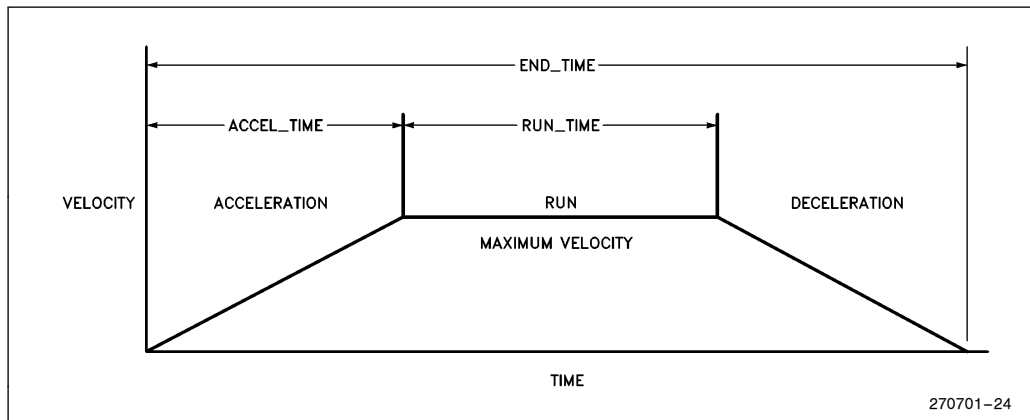 END_TIME
ACCEL_TIME
RUN_TIME
VELOCITY
ACCELERATION
RUN
DECELERATION
MAXIMUM VELOCITY
TIME
270701-24